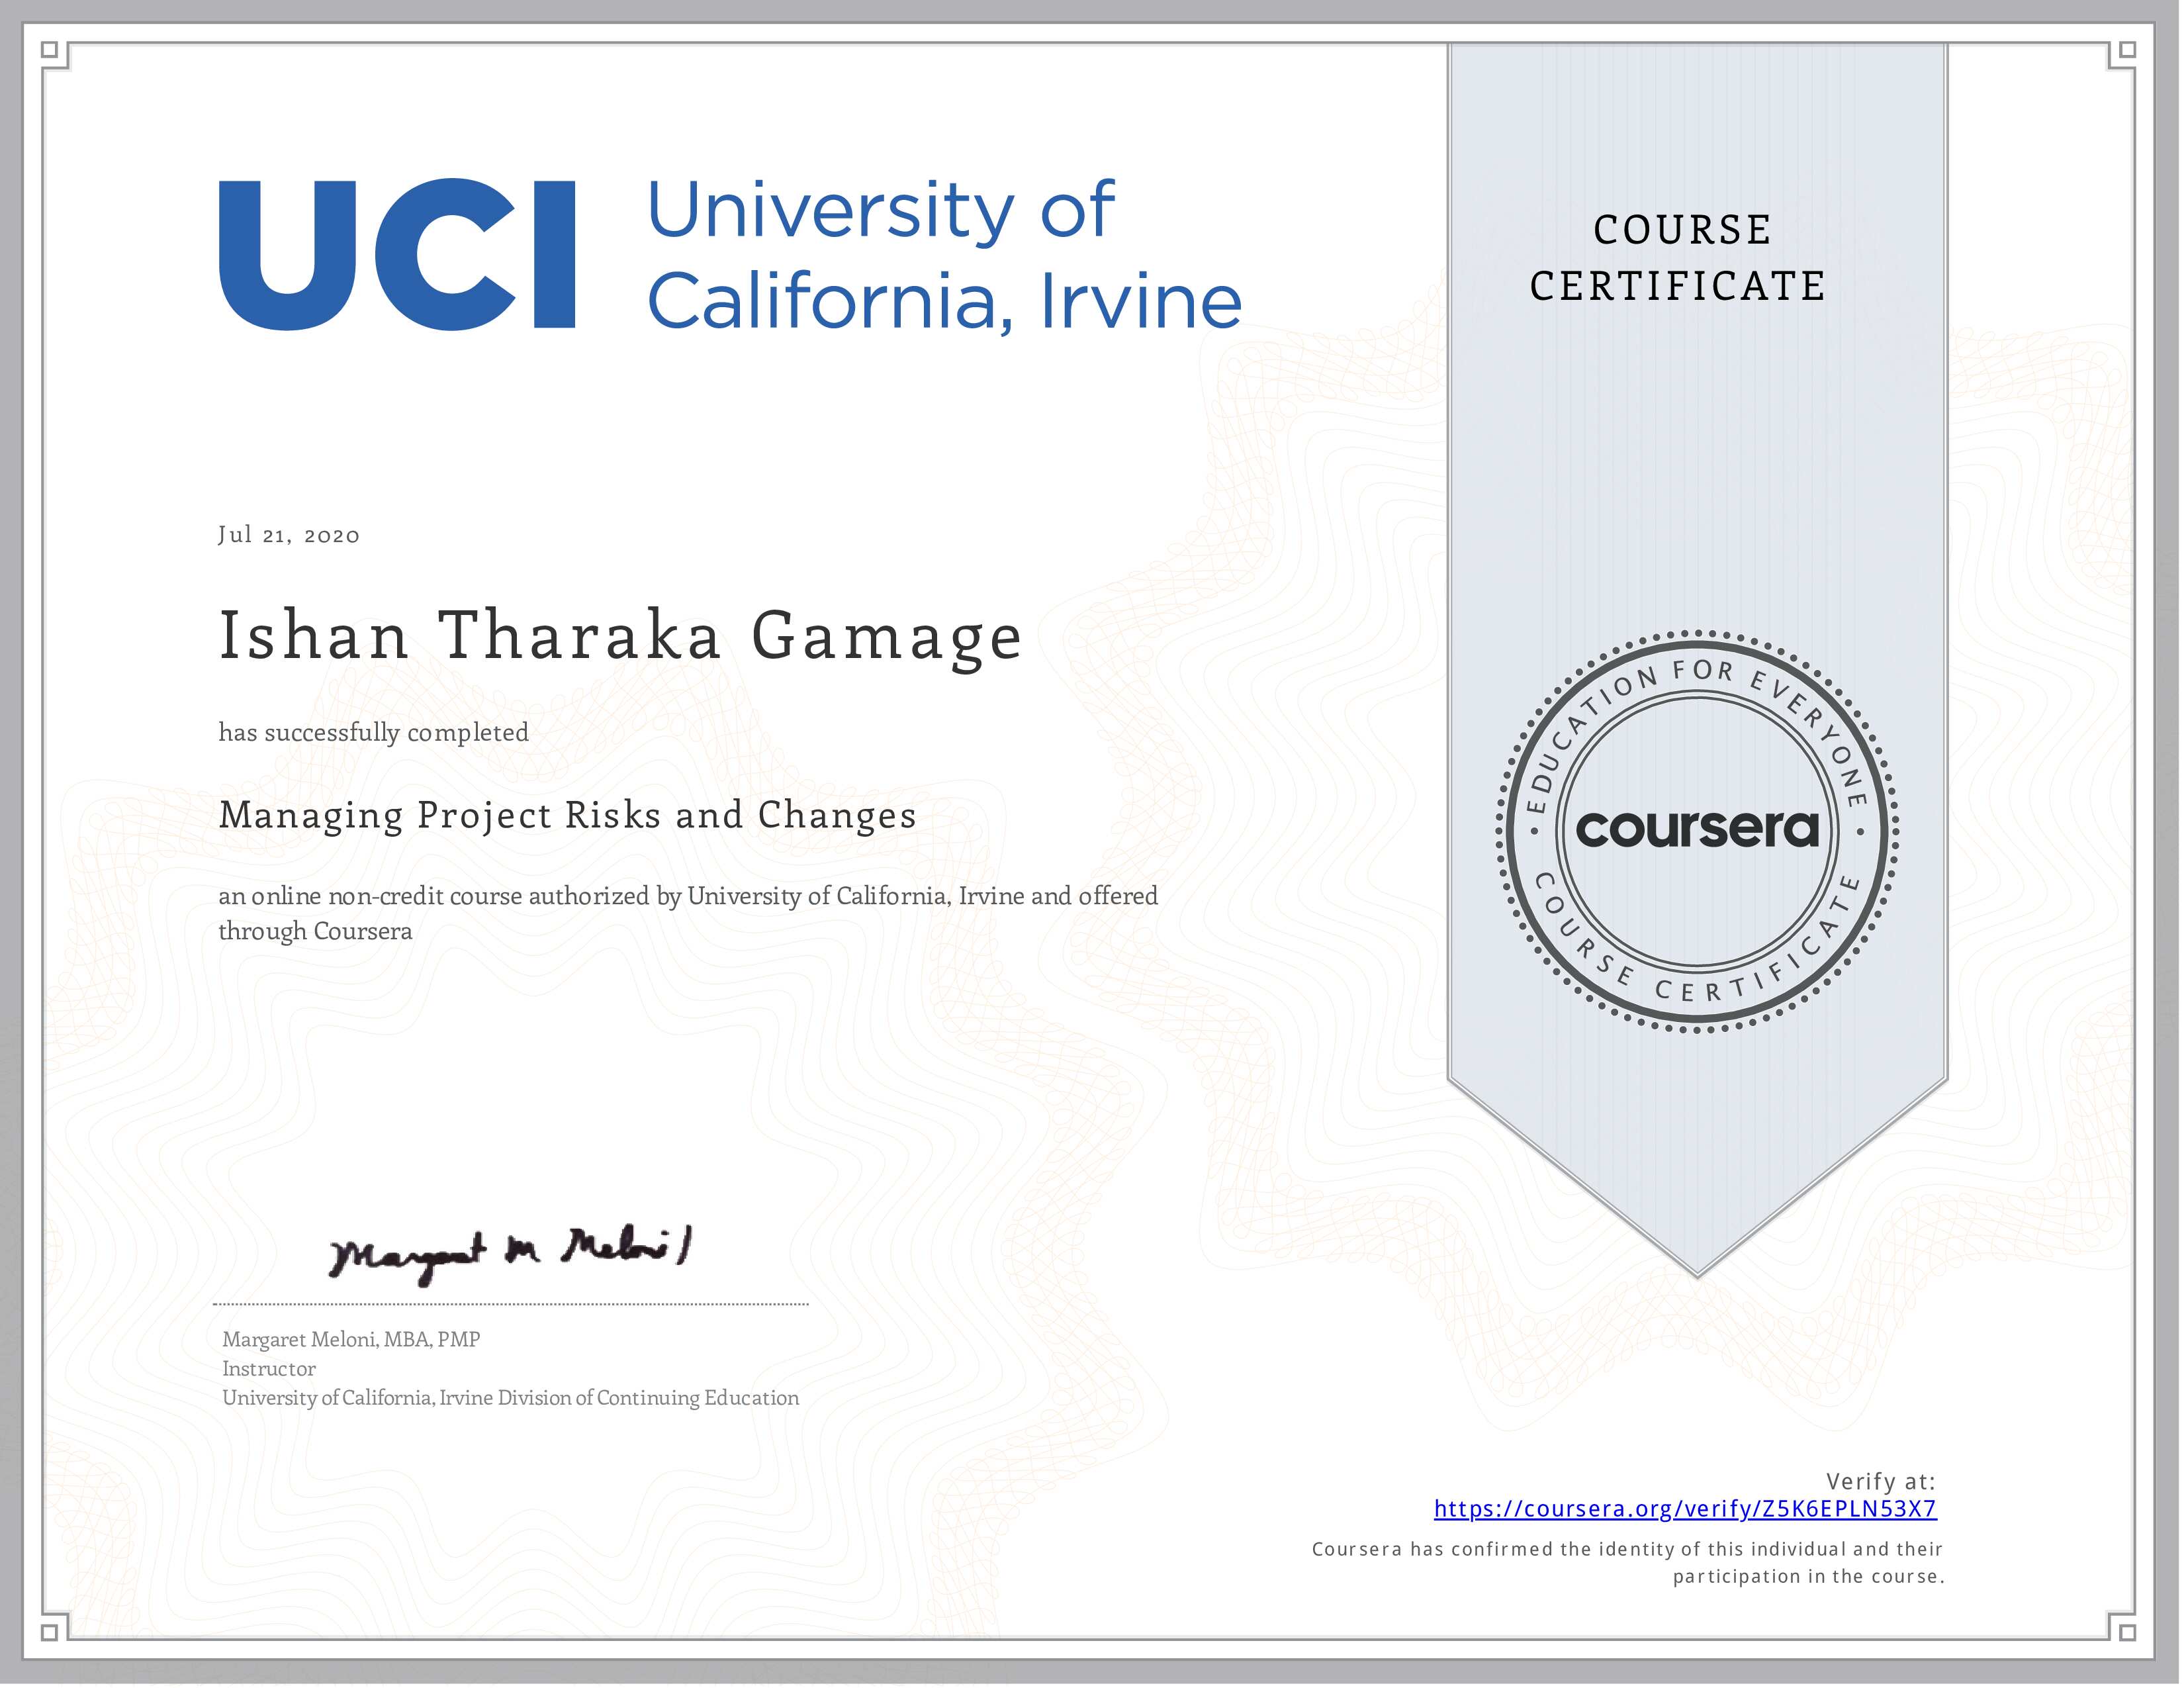 UCI University of
California, Irvine
COURSE
CERTIFICATE
Jul 21, 2020
Ishan Tharaka Gamage
has successfully completed
Managing Project Risks and Changes
an online non-credit course authorized by University of California, Irvine and offered
through Coursera
EDUCATION FOR EVERYONE
coursera
COURSE CERTIFICATE
Margaret M Meloni
Margaret Meloni, MBA, PMP
Instructor
University of California, Irvine Division of Continuing Education
Verify at:
https://coursera.org/verify/Z5K6EPLN53X7
Coursera has confirmed the identity of this individual and their
participation in the course.